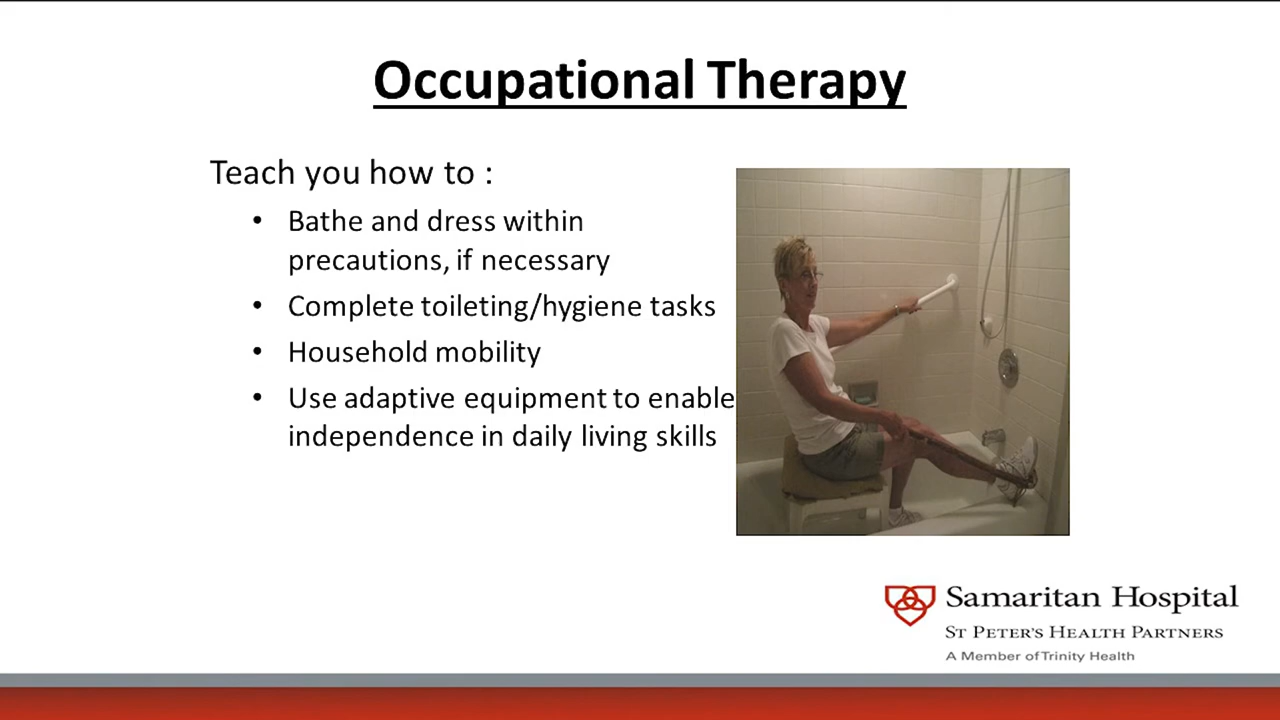 Occupational Therapy
Teach you how to :
• Bathe and dress within
precautions, if necessary
• Complete toileting/hygiene tasks
• Household mobility
• Use adaptive equipment to enable
independence in daily living skills
Samaritan Hospital
ST PETER'S HEALTH PARTNERS
A Member of Trinity Health